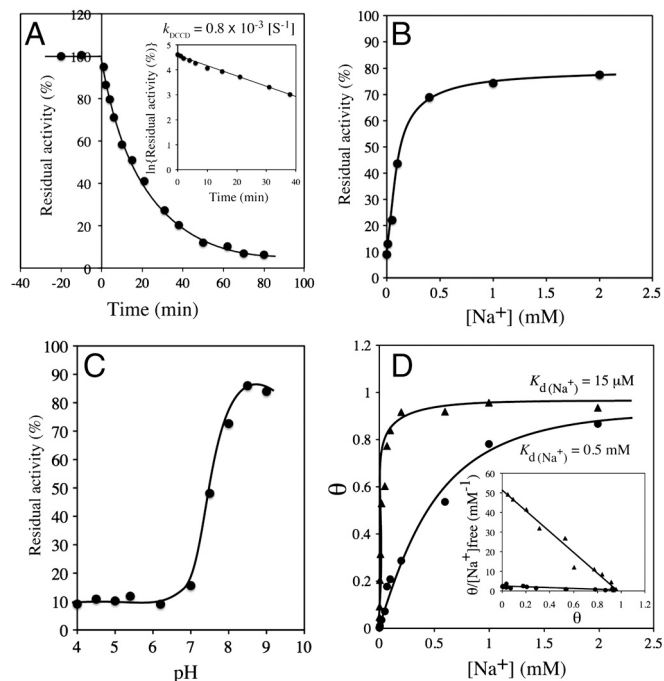 A
120
100
80
60
40
20
0
-40 -20 0 20 40 60 80 100
Residual activity (%)
Time (min)
kDCCD = 0.8 x 10-3 [S-1]
5
4
3
2
1
0
0 10 20 30 40
ln{Residual activity (%)}
Time (min)
B
100
90
80
70
60
50
40
30
20
10
0
0 0.5 1 1.5 2 2.5
Residual activity (%)
[Na+] (mM)
C
100
90
80
70
60
50
40
30
20
10
0
4 5 6 7 8 9 10
Residual activity (%)
pH
D
1.2
1
0.8
0.6
0.4
0.2
0
0 0.5 1 1.5 2 2.5
θ
[Na+] (mM)
Kd (Na+) = 15 μM
Kd (Na+) = 0.5 mM
60
50
40
30
20
10
0
0 0.2 0.4 0.6 0.8 1 1.2
θ/[Na+]free (mM-1)
θ